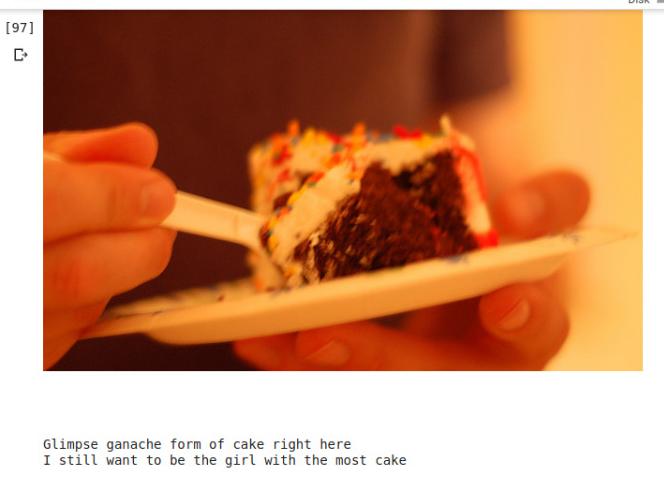 Disk
[97]
Glimpse ganache form of cake right here
I still want to be the girl with the most cake